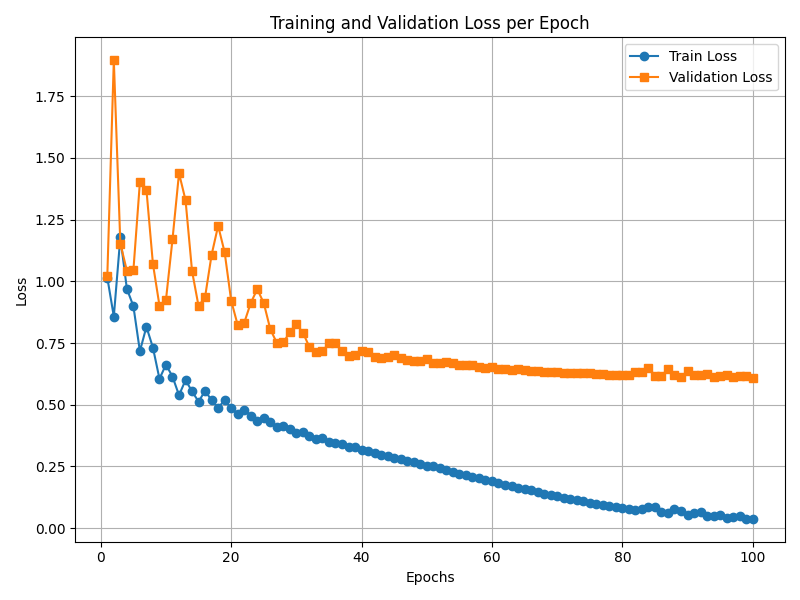 Training and Validation Loss per Epoch
Train Loss
Validation Loss
Loss
1.75
1.50
1.25
1.00
0.75
0.50
0.25
0.00
0 20 40 60 80 100
Epochs